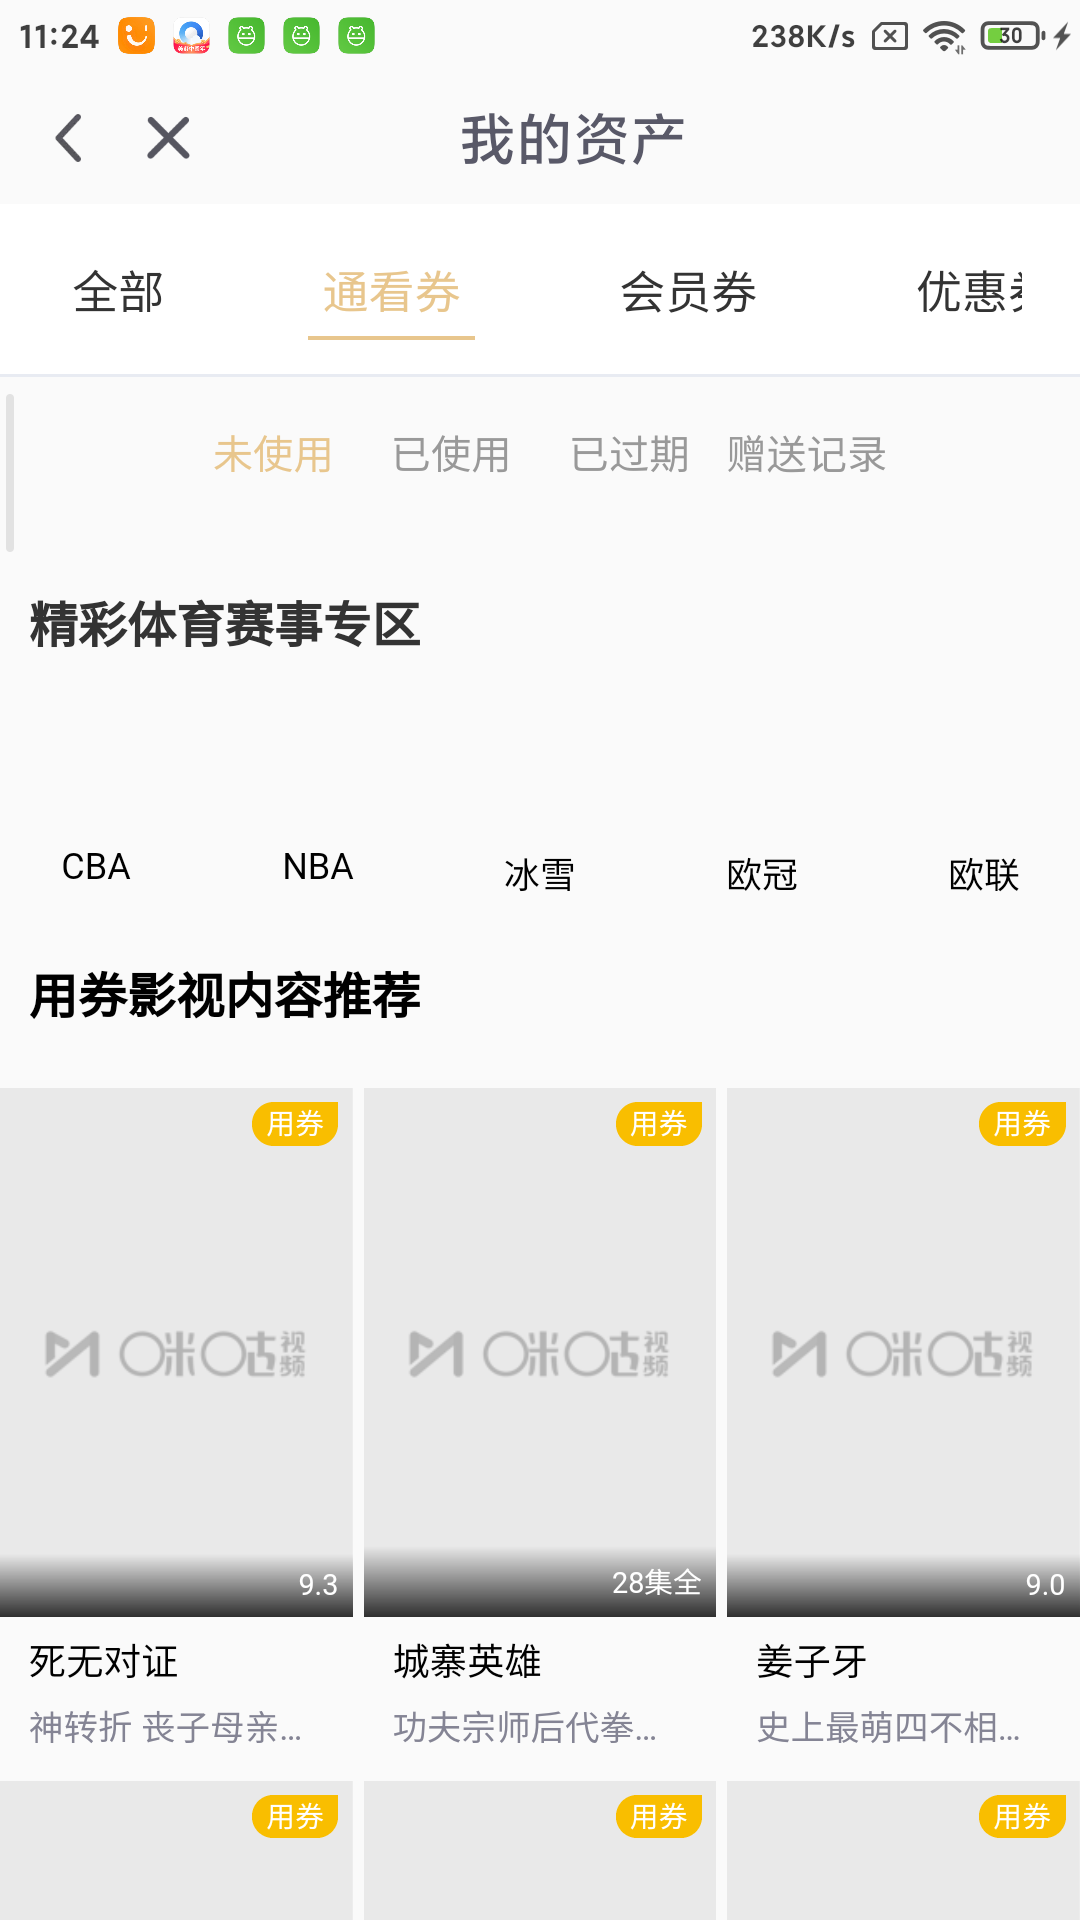 11:24 238K/s 30
我的资产
全部 通看券 会员券 优惠
未使用 已使用 已过期 赠送记录
精彩体育赛事专区
CBA NBA 冰雪 欧冠 欧联
用券影视内容推荐
用券 用券 用券
咪咕视频 咪咕视频 咪咕视频
9.3 28集全 9.0
死无对证 城寨英雄 姜子牙
神转折 丧子母亲... 功夫宗师后代拳... 史上最萌四不相...
用券 用券 用券